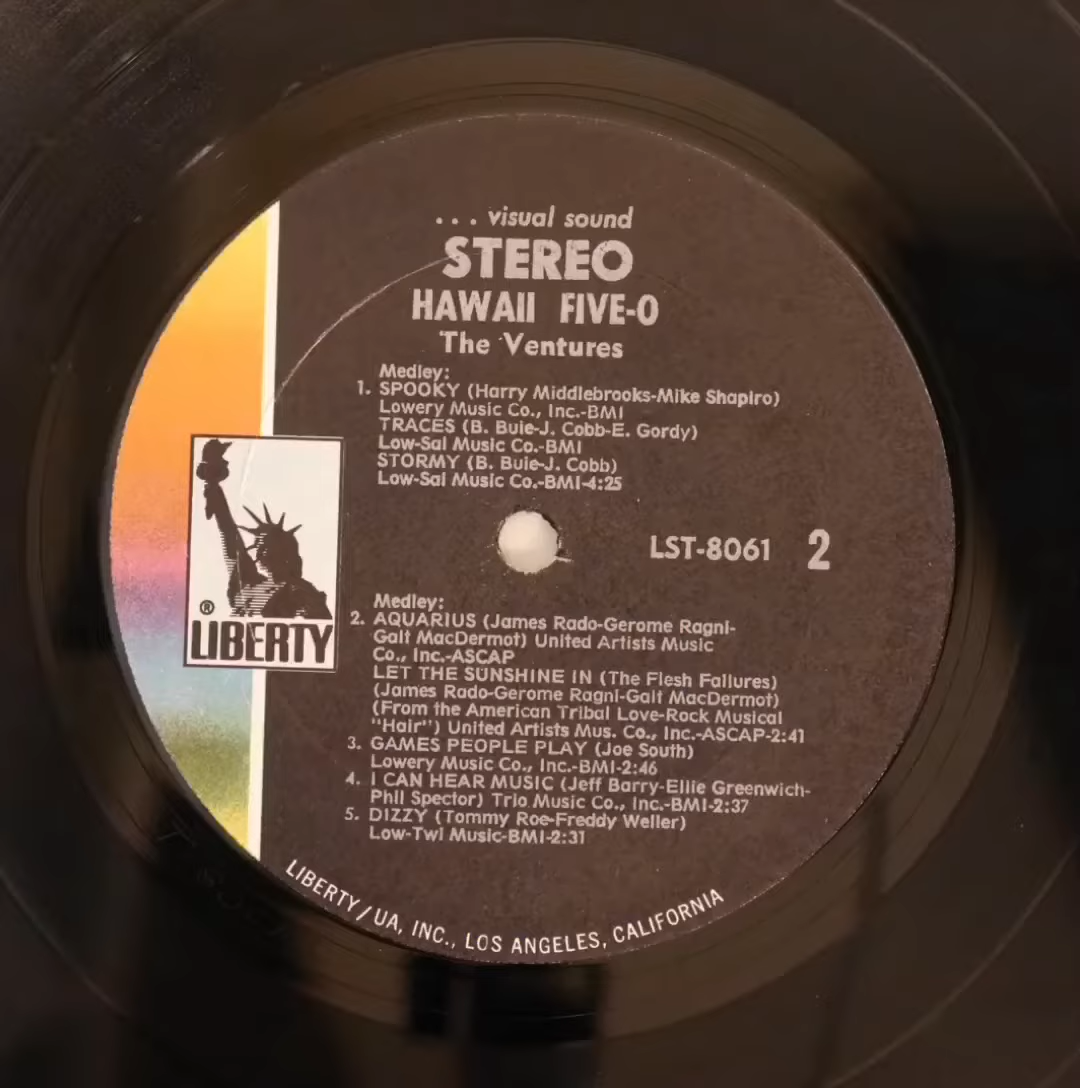 ... visual sound
STEREO
HAWAII FIVE-O
The Ventures
Medley:
1. SPOOKY (Harry Middlebrooks-Mike Shapiro)
Lowery Music Co., Inc.-BMI
TRACES (B. Buie-J. Cobb-E. Gordy)
Low-Sal Music Co.-BMI
STORMY (B. Buie-J. Cobb)
Low-Sal Music Co.-BMI-4:25
LST-8061 2
® LIBERTY
Medley:
2. AQUARIUS (James Rado-Gerome Ragni-
Galt MacDermot) United Artists Music
Co., Inc.-ASCAP
LET THE SUNSHINE IN (The Flesh Failures)
(James Rado-Gerome Ragni-Galt MacDermot)
(From the American Tribal Love-Rock Musical
"Hair") United Artists Mus. Co., Inc.-ASCAP-2:41
3. GAMES PEOPLE PLAY (Joe South)
Lowery Music Co., Inc.-BMI-2:46
4. I CAN HEAR MUSIC (Jeff Barry-Ellie Greenwich-
Phil Spector) Trio Music Co., Inc.-BMI-2:37
5. DIZZY (Tommy Roe-Freddy Weller)
Low-Twi Music-BMI-2:31
LIBERTY/UA, INC., LOS ANGELES, CALIFORNIA